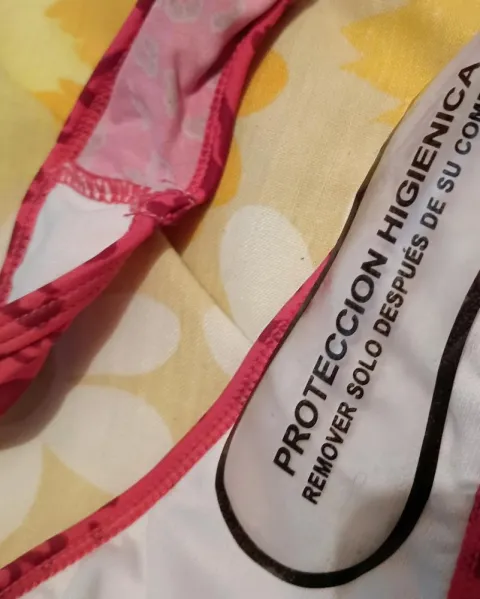 PROTECCION HIGIENICA
REMOVER SOLO DESPUÉS DE SU